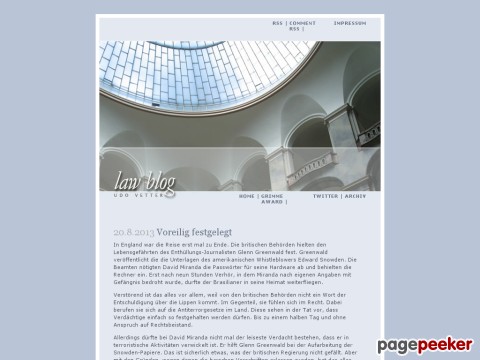 RSS | COMMENT IMPRESSUM
RSS |
law blog
UDO VETTER
HOME | GRIMME TWITTER | ARCHIV
AWARD |
20.8.2013 Voreilig festgelegt
In England war die Reise erst mal zu Ende. Die britischen Behörden hielten den
Lebensgefährten des Enthüllungs-Journalisten Glenn Greenwald fest. Greenwald
veröffentlicht die die Unterlagen des amerikanischen Whistleblowers Edward Snowden. Die
Beamten nötigten David Miranda die Passwörter für seine Hardware ab und behielten die
Rechner ein. Erst nach neun Stunden Verhör, in dem Miranda nach eigenen Angaben mit
Gefängnis bedroht wurde, durfte der Brasilianer in seine Heimat weiterfliegen.
Verstörend ist das alles vor allem, weil von den britischen Behörden nicht ein Wort der
Entschuldigung über die Lippen kommt. Im Gegenteil, sie fühlen sich im Recht. Dabei
berufen sie sich auf die Antiterrorgesetze im Land. Diese sehen in der Tat vor, dass
Verdächtige einfach so festgehalten werden dürfen. Bis zu einem halben Tag und ohne
Anspruch auf Rechtsbeistand.
Allerdings dürfte bei David Miranda nicht mal der leiseste Verdacht bestehen, dass er in
terroristische Aktivitäten verwickelt ist. Er hilft Glenn Greenwald bei der Aufarbeitung der
Snowden-Papiere. Das ist sicherlich etwas, was der britischen Regierung nicht gefällt. Aber
pagepeeker